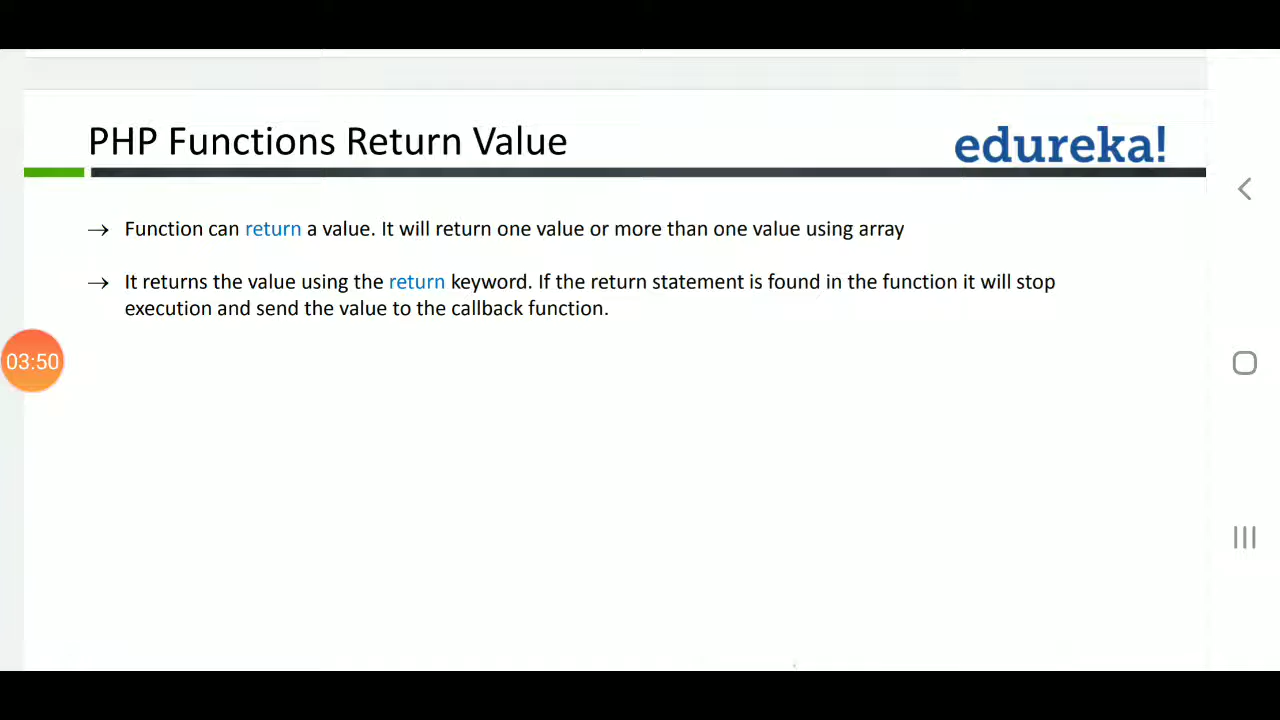 PHP Functions Return Value
edureka!
→ Function can return a value. It will return one value or more than one value using array
→ It returns the value using the return keyword. If the return statement is found in the function it will stop
execution and send the value to the callback function.
03:50